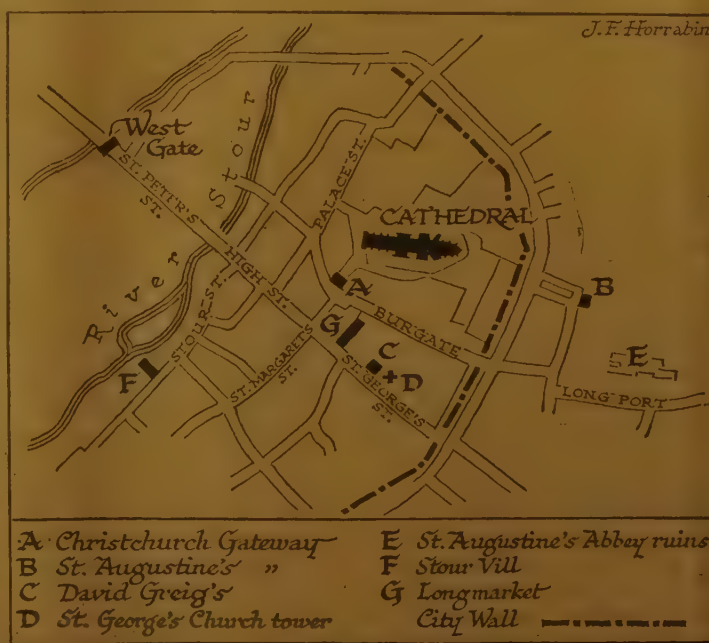 J. F. Horrabin
West
Gate
ST. PETER'S
ST.
River Stour
HIGH ST.
PALACE ST.
CATHEDRAL
A
B
BURGATE
G
C
D
E
F
STOUR ST.
ST. MARGARET'S
ST.
ST. GEORGE'S
ST.
LONG PORT
A Christchurch Gateway
B St. Augustine's "
C David Greig's
D St. George's Church tower
E St. Augustine's Abbey ruins
F Stour Vill
G Longmarket
City Wall